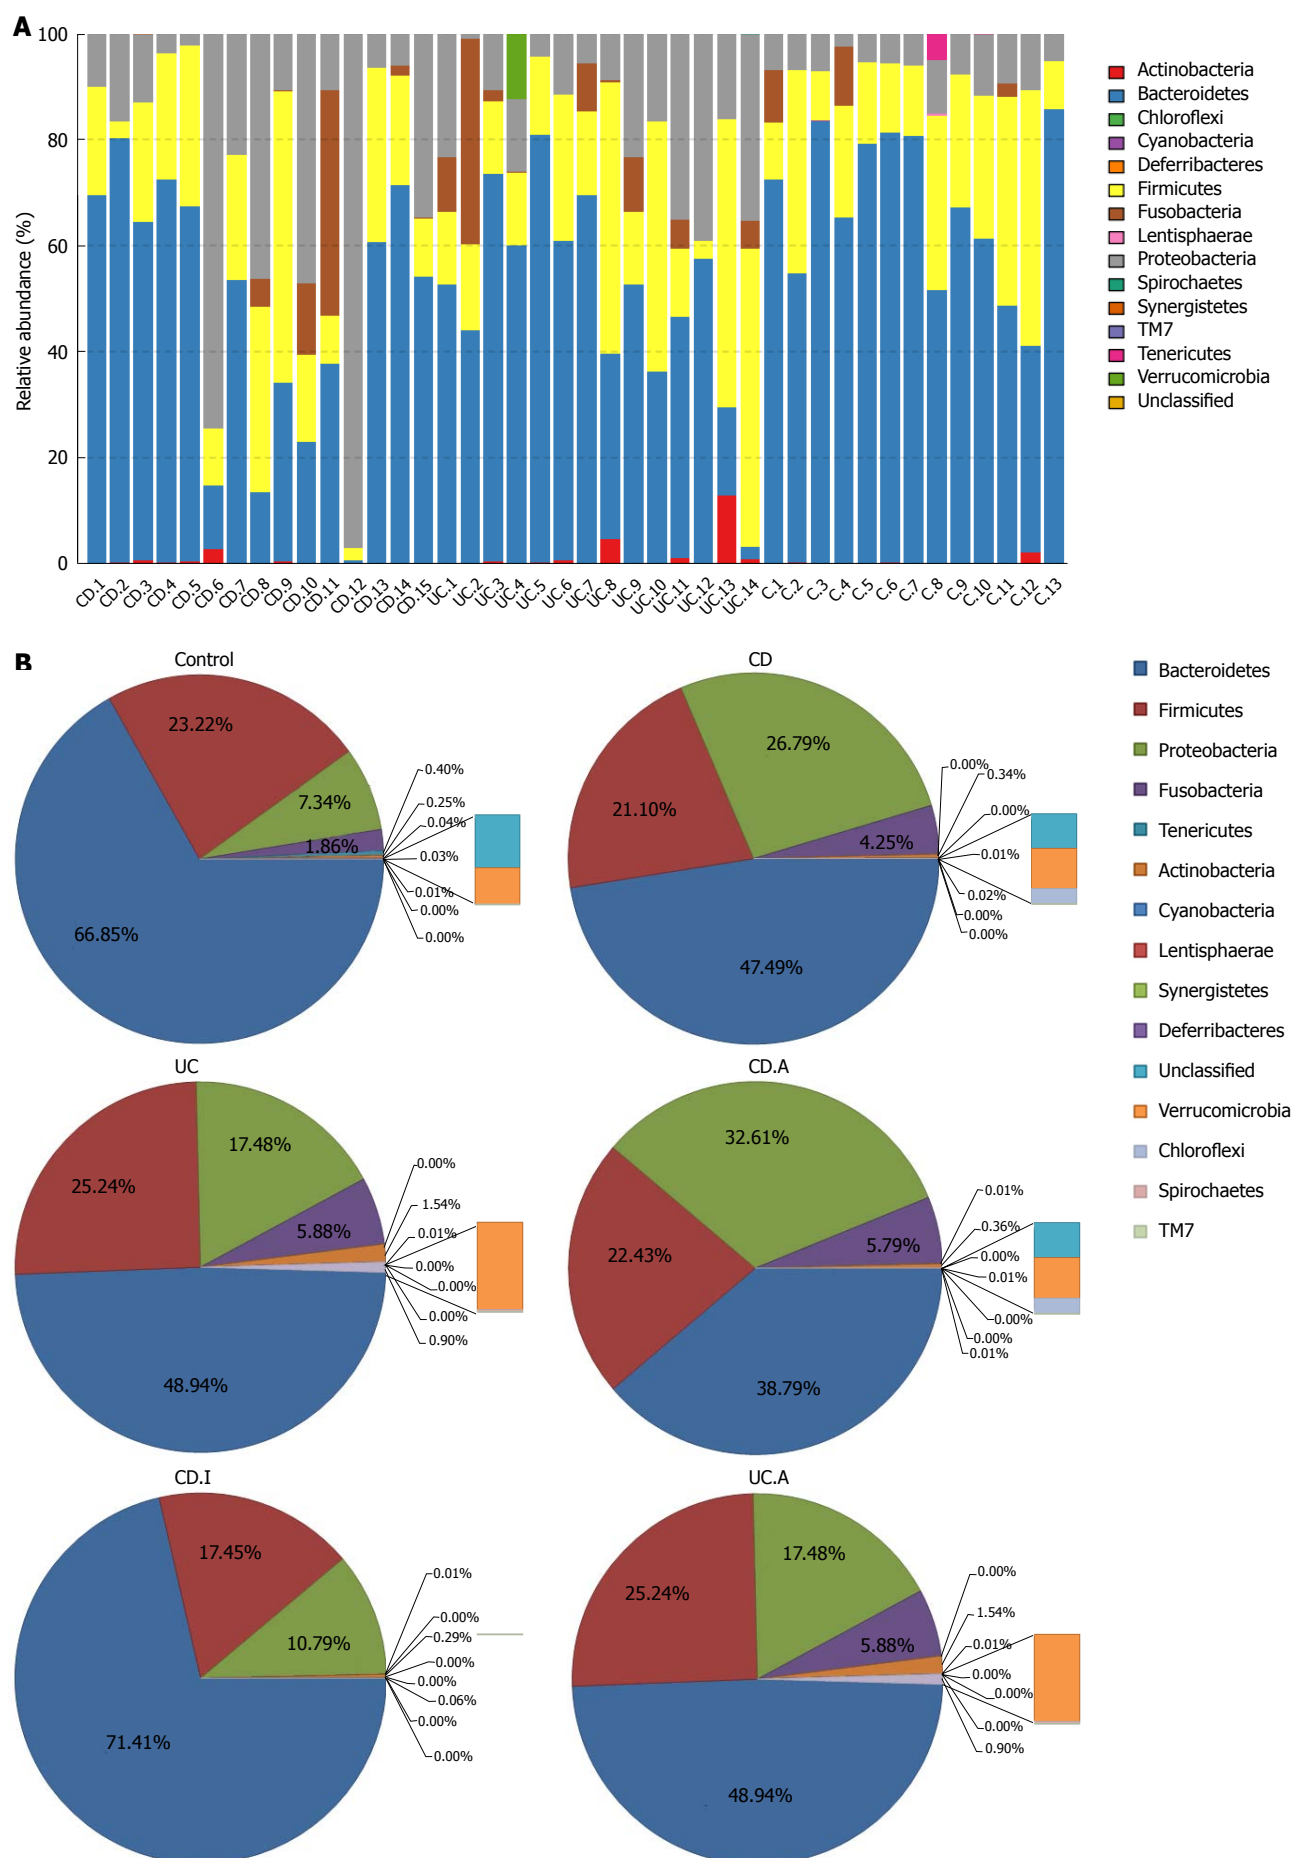 A
Relative abundance (%)
100
80
60
40
20
0
CD.1
CD.2
CD.3
CD.4
CD.5
CD.6
CD.7
CD.8
CD.9
CD.10
CD.11
CD.12
CD.13
CD.14
CD.15
UC.1
UC.2
UC.3
UC.4
UC.5
UC.6
UC.7
UC.8
UC.9
UC.10
UC.11
UC.12
UC.13
UC.14
C.1
C.2
C.3
C.4
C.5
C.6
C.7
C.8
C.9
C.10
C.11
C.12
C.13
Actinobacteria
Bacteroidetes
Chloroflexi
Cyanobacteria
Deferribacteres
Firmicutes
Fusobacteria
Lentisphaerae
Proteobacteria
Spirochaetes
Synergistetes
TM7
Tenericutes
Verrucomicrobia
Unclassified
B
Control
23.22%
7.34%
1.86%
66.85%
0.40%
0.25%
0.04%
0.03%
0.01%
0.00%
0.00%
CD
26.79%
21.10%
4.25%
47.49%
0.00%
0.34%
0.00%
0.01%
0.02%
0.00%
0.00%
UC
17.48%
25.24%
5.88%
48.94%
0.00%
1.54%
0.01%
0.00%
0.00%
0.00%
0.90%
CD.A
32.61%
22.43%
5.79%
38.79%
0.01%
0.36%
0.00%
0.01%
0.00%
0.00%
0.01%
CD.I
17.45%
10.79%
71.41%
0.01%
0.00%
0.29%
0.00%
0.00%
0.06%
0.00%
0.00%
UC.A
17.48%
25.24%
5.88%
48.94%
0.00%
1.54%
0.01%
0.00%
0.00%
0.00%
0.90%
Bacteroidetes
Firmicutes
Proteobacteria
Fusobacteria
Tenericutes
Actinobacteria
Cyanobacteria
Lentisphaerae
Synergistetes
Deferribacteres
Unclassified
Verrucomicrobia
Chloroflexi
Spirochaetes
TM7